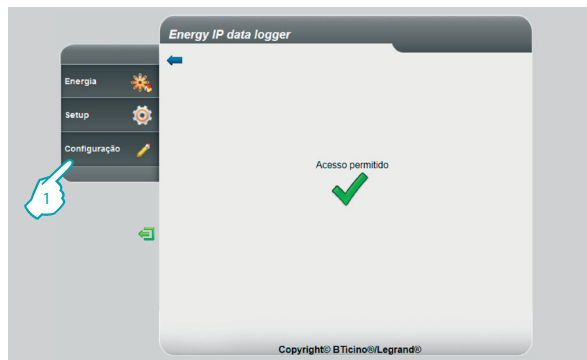 Energy IP data logger
Energia
Setup
Configuração
1
Acesso permitido
Copyright© BTicino®/Legrand®